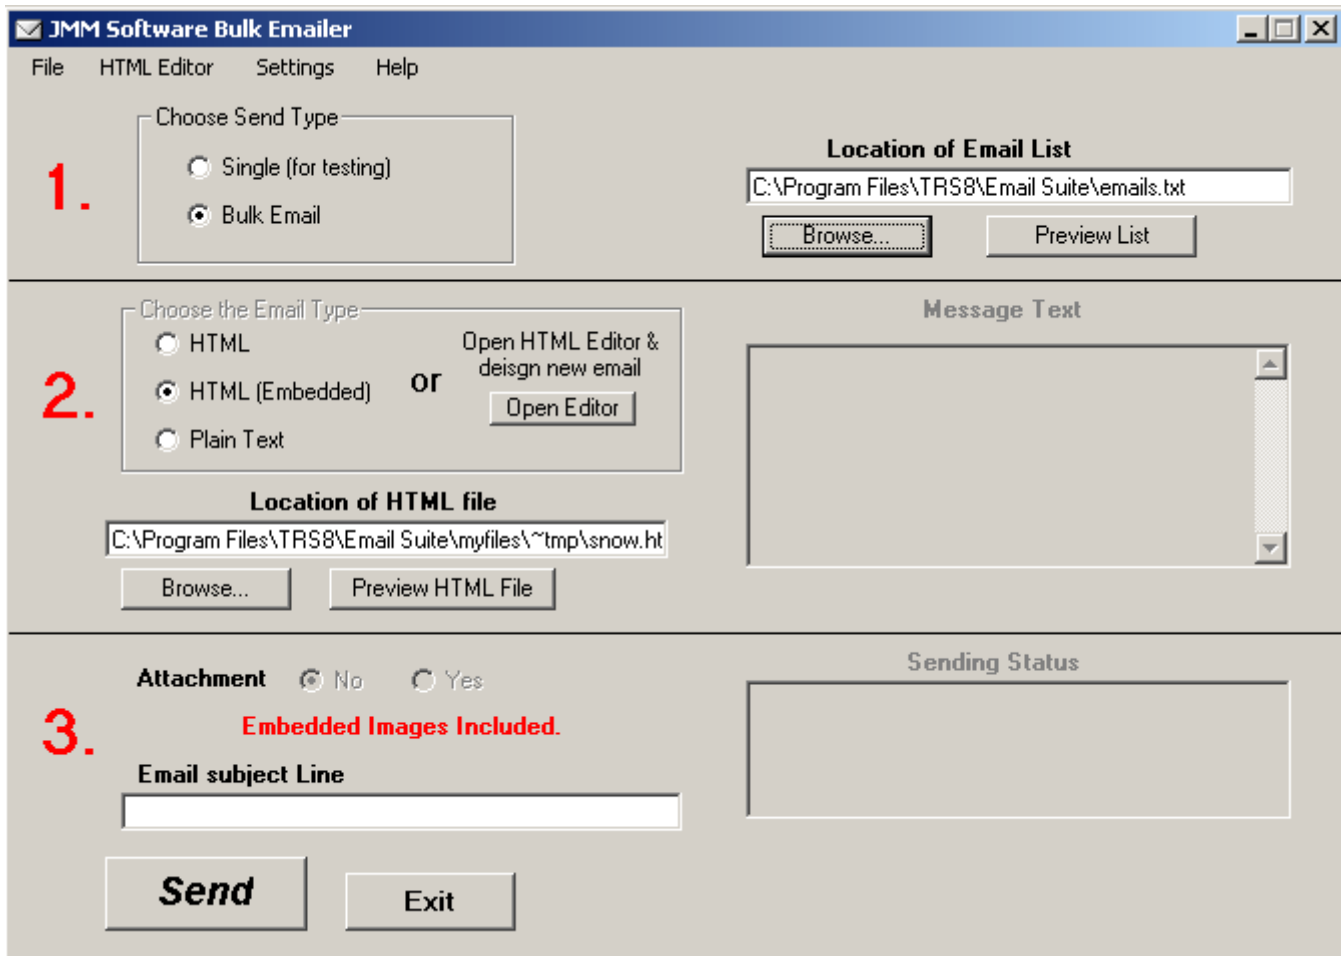 JMM Software Bulk Emailer
File HTML Editor Settings Help
1.
Choose Send Type
Single (for testing)
Bulk Email
Location of Email List
C:\Program Files\TRS8\Email Suite\emails.txt
Browse... Preview List
2.
Choose the Email Type
HTML
HTML (Embedded)
Plain Text
or
Open HTML Editor &
deisgn new email
Open Editor
Location of HTML file
C:\Program Files\TRS8\Email Suite\myfiles\~tmp\snow.ht
Browse... Preview HTML File
Message Text
3.
Attachment No Yes
Embedded Images Included.
Email subject Line
Send Exit
Sending Status